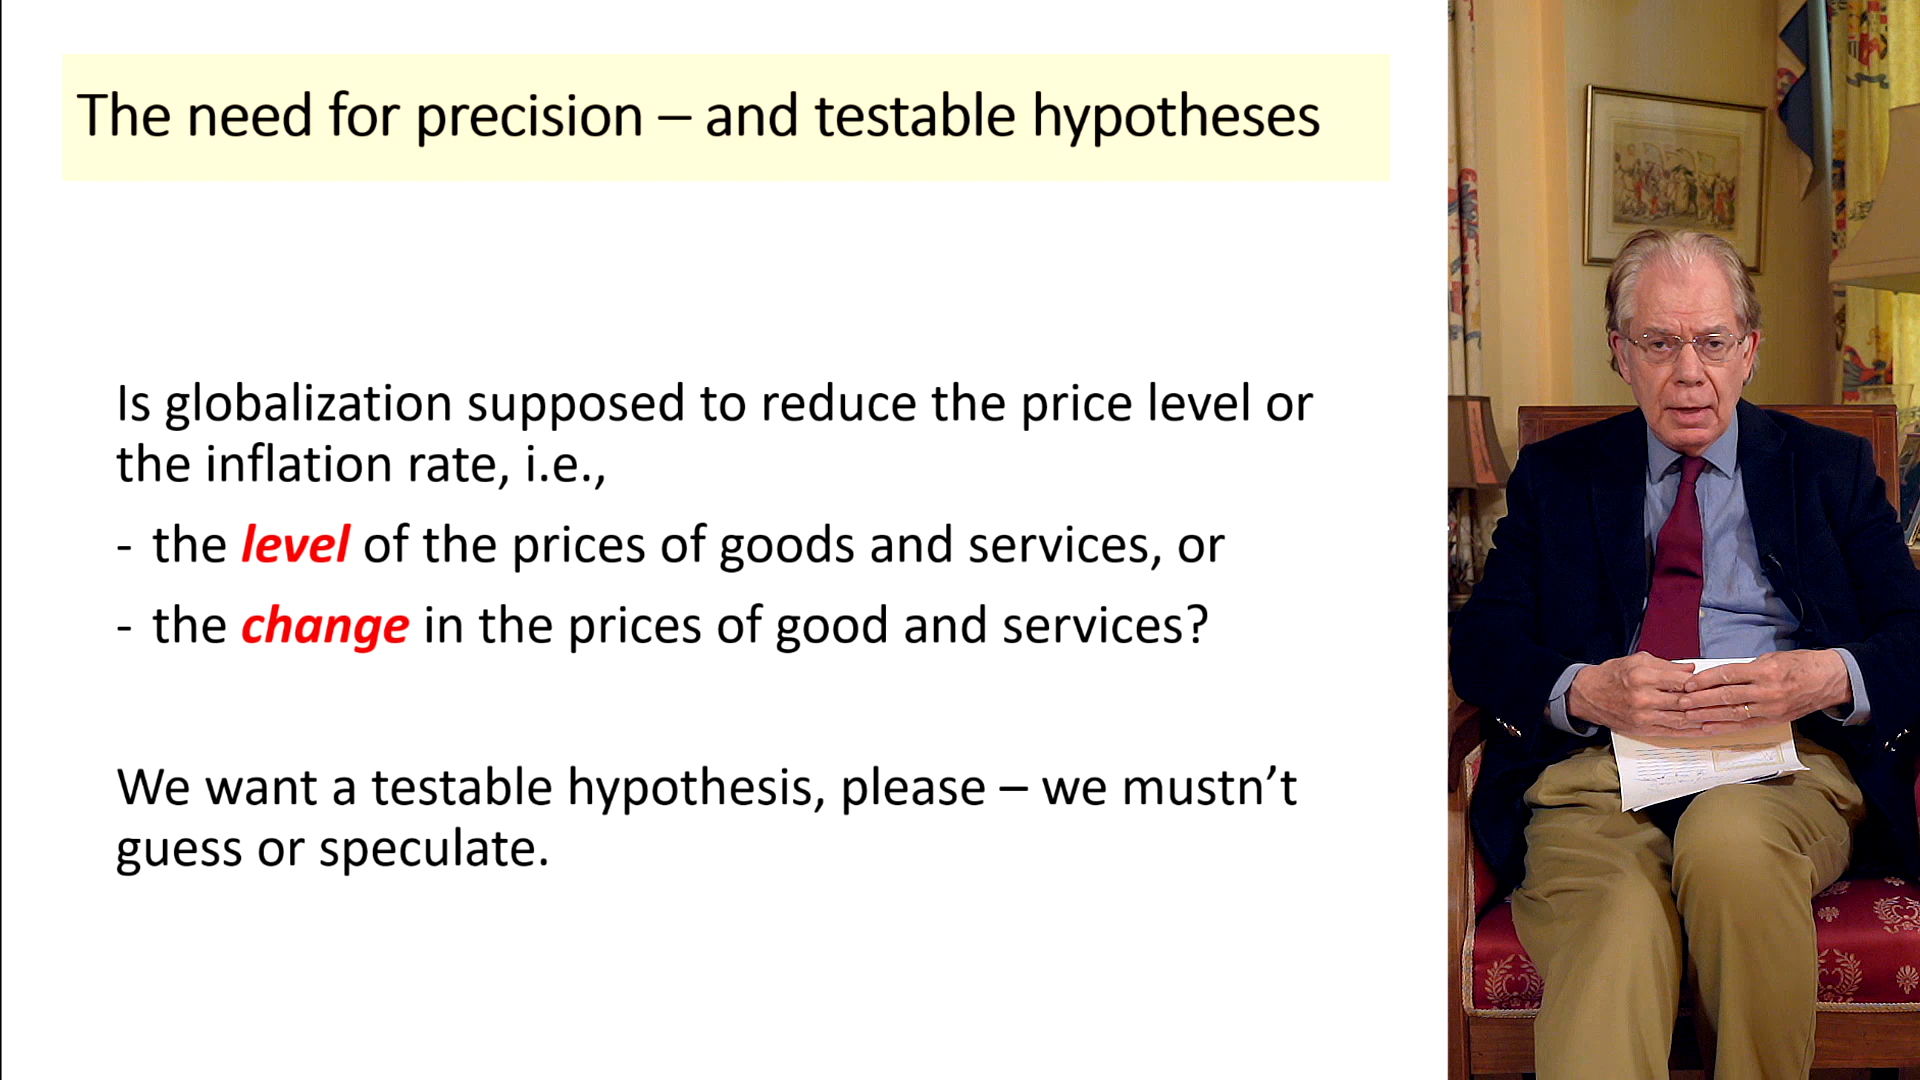 The need for precision – and testable hypotheses
Is globalization supposed to reduce the price level or
the inflation rate, i.e.,
- the level of the prices of goods and services, or
- the change in the prices of good and services?
We want a testable hypothesis, please – we mustn’t
guess or speculate.